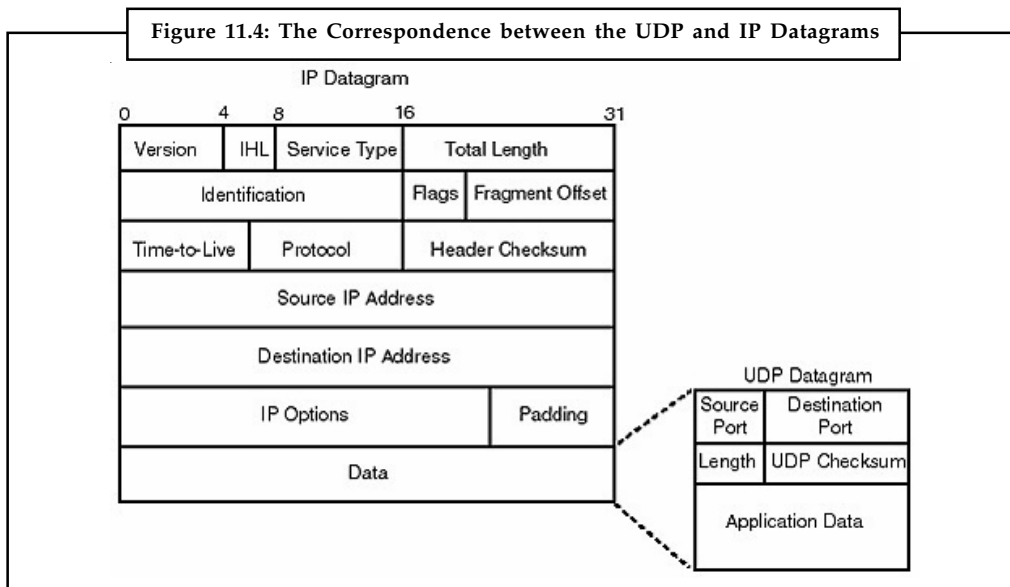 Figure 11.4: The Correspondence between the UDP and IP Datagrams
IP Datagram
0 4 8 16 31
Version IHL Service Type Total Length
Identification Flags Fragment Offset
Time-to-Live Protocol Header Checksum
Source IP Address
Destination IP Address
IP Options Padding
Data
UDP Datagram
Source Port Destination Port
Length UDP Checksum
Application Data